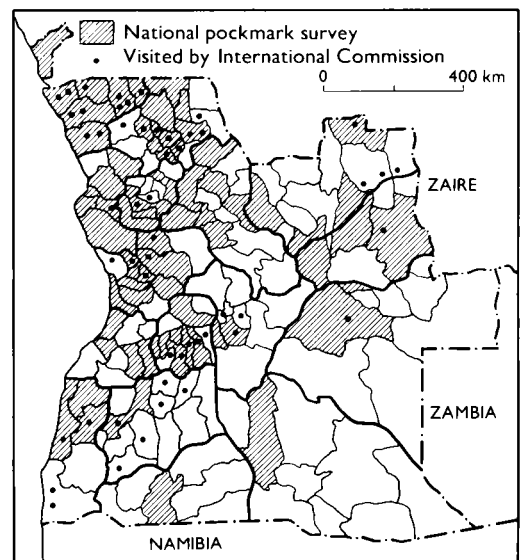 National pockmark survey
Visited by International Commission
0 400 km
ZAIRE
ZAMBIA
NAMIBIA